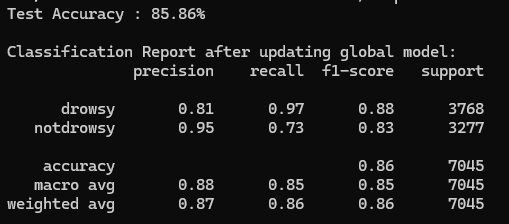 Test Accuracy : 85.86%
Classification Report after updating global model:
precision recall f1-score support
drowsy 0.81 0.97 0.88 3768
notdrowsy 0.95 0.73 0.83 3277
accuracy 0.86 7045
macro avg 0.88 0.85 0.85 7045
weighted avg 0.87 0.86 0.86 7045